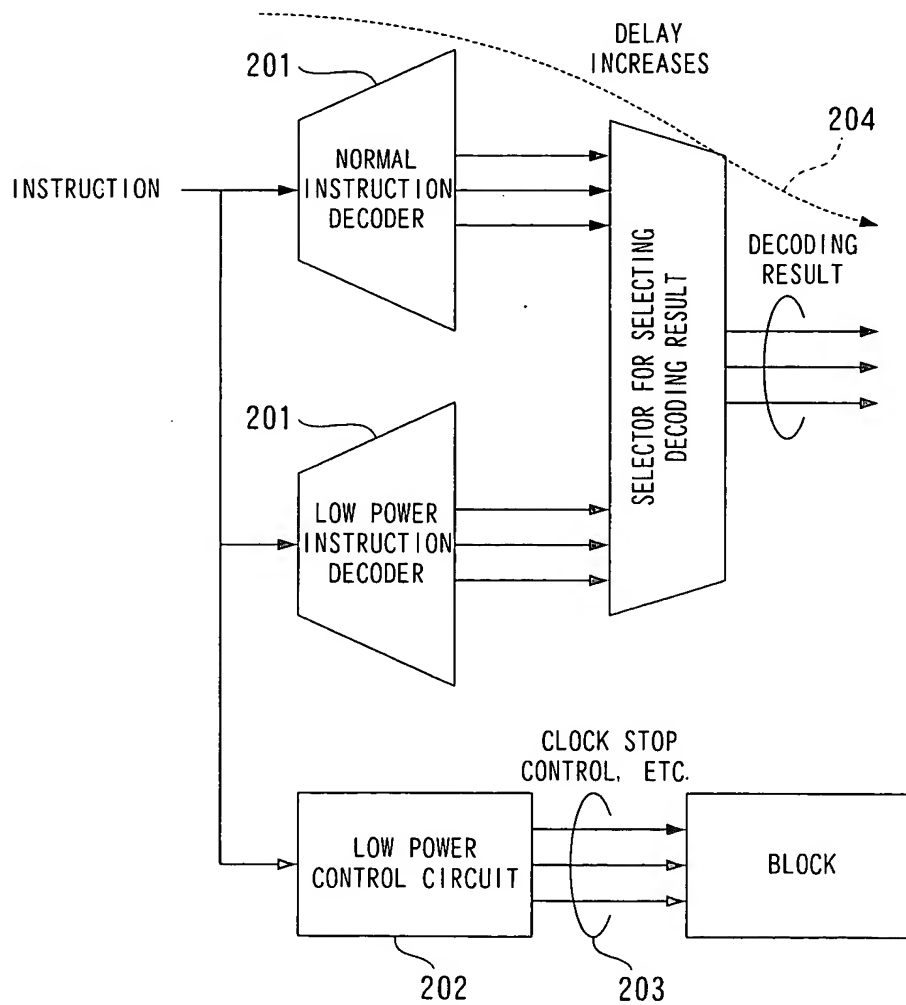 DELAY
INCREASES
201
204
NORMAL
INSTRUCTION
DECODER
INSTRUCTION
DECODING
RESULT
SELECTOR FOR SELECTING
DECODING RESULT
201
LOW POWER
INSTRUCTION
DECODER
CLOCK STOP
CONTROL, ETC.
LOW POWER
CONTROL CIRCUIT
BLOCK
202
203